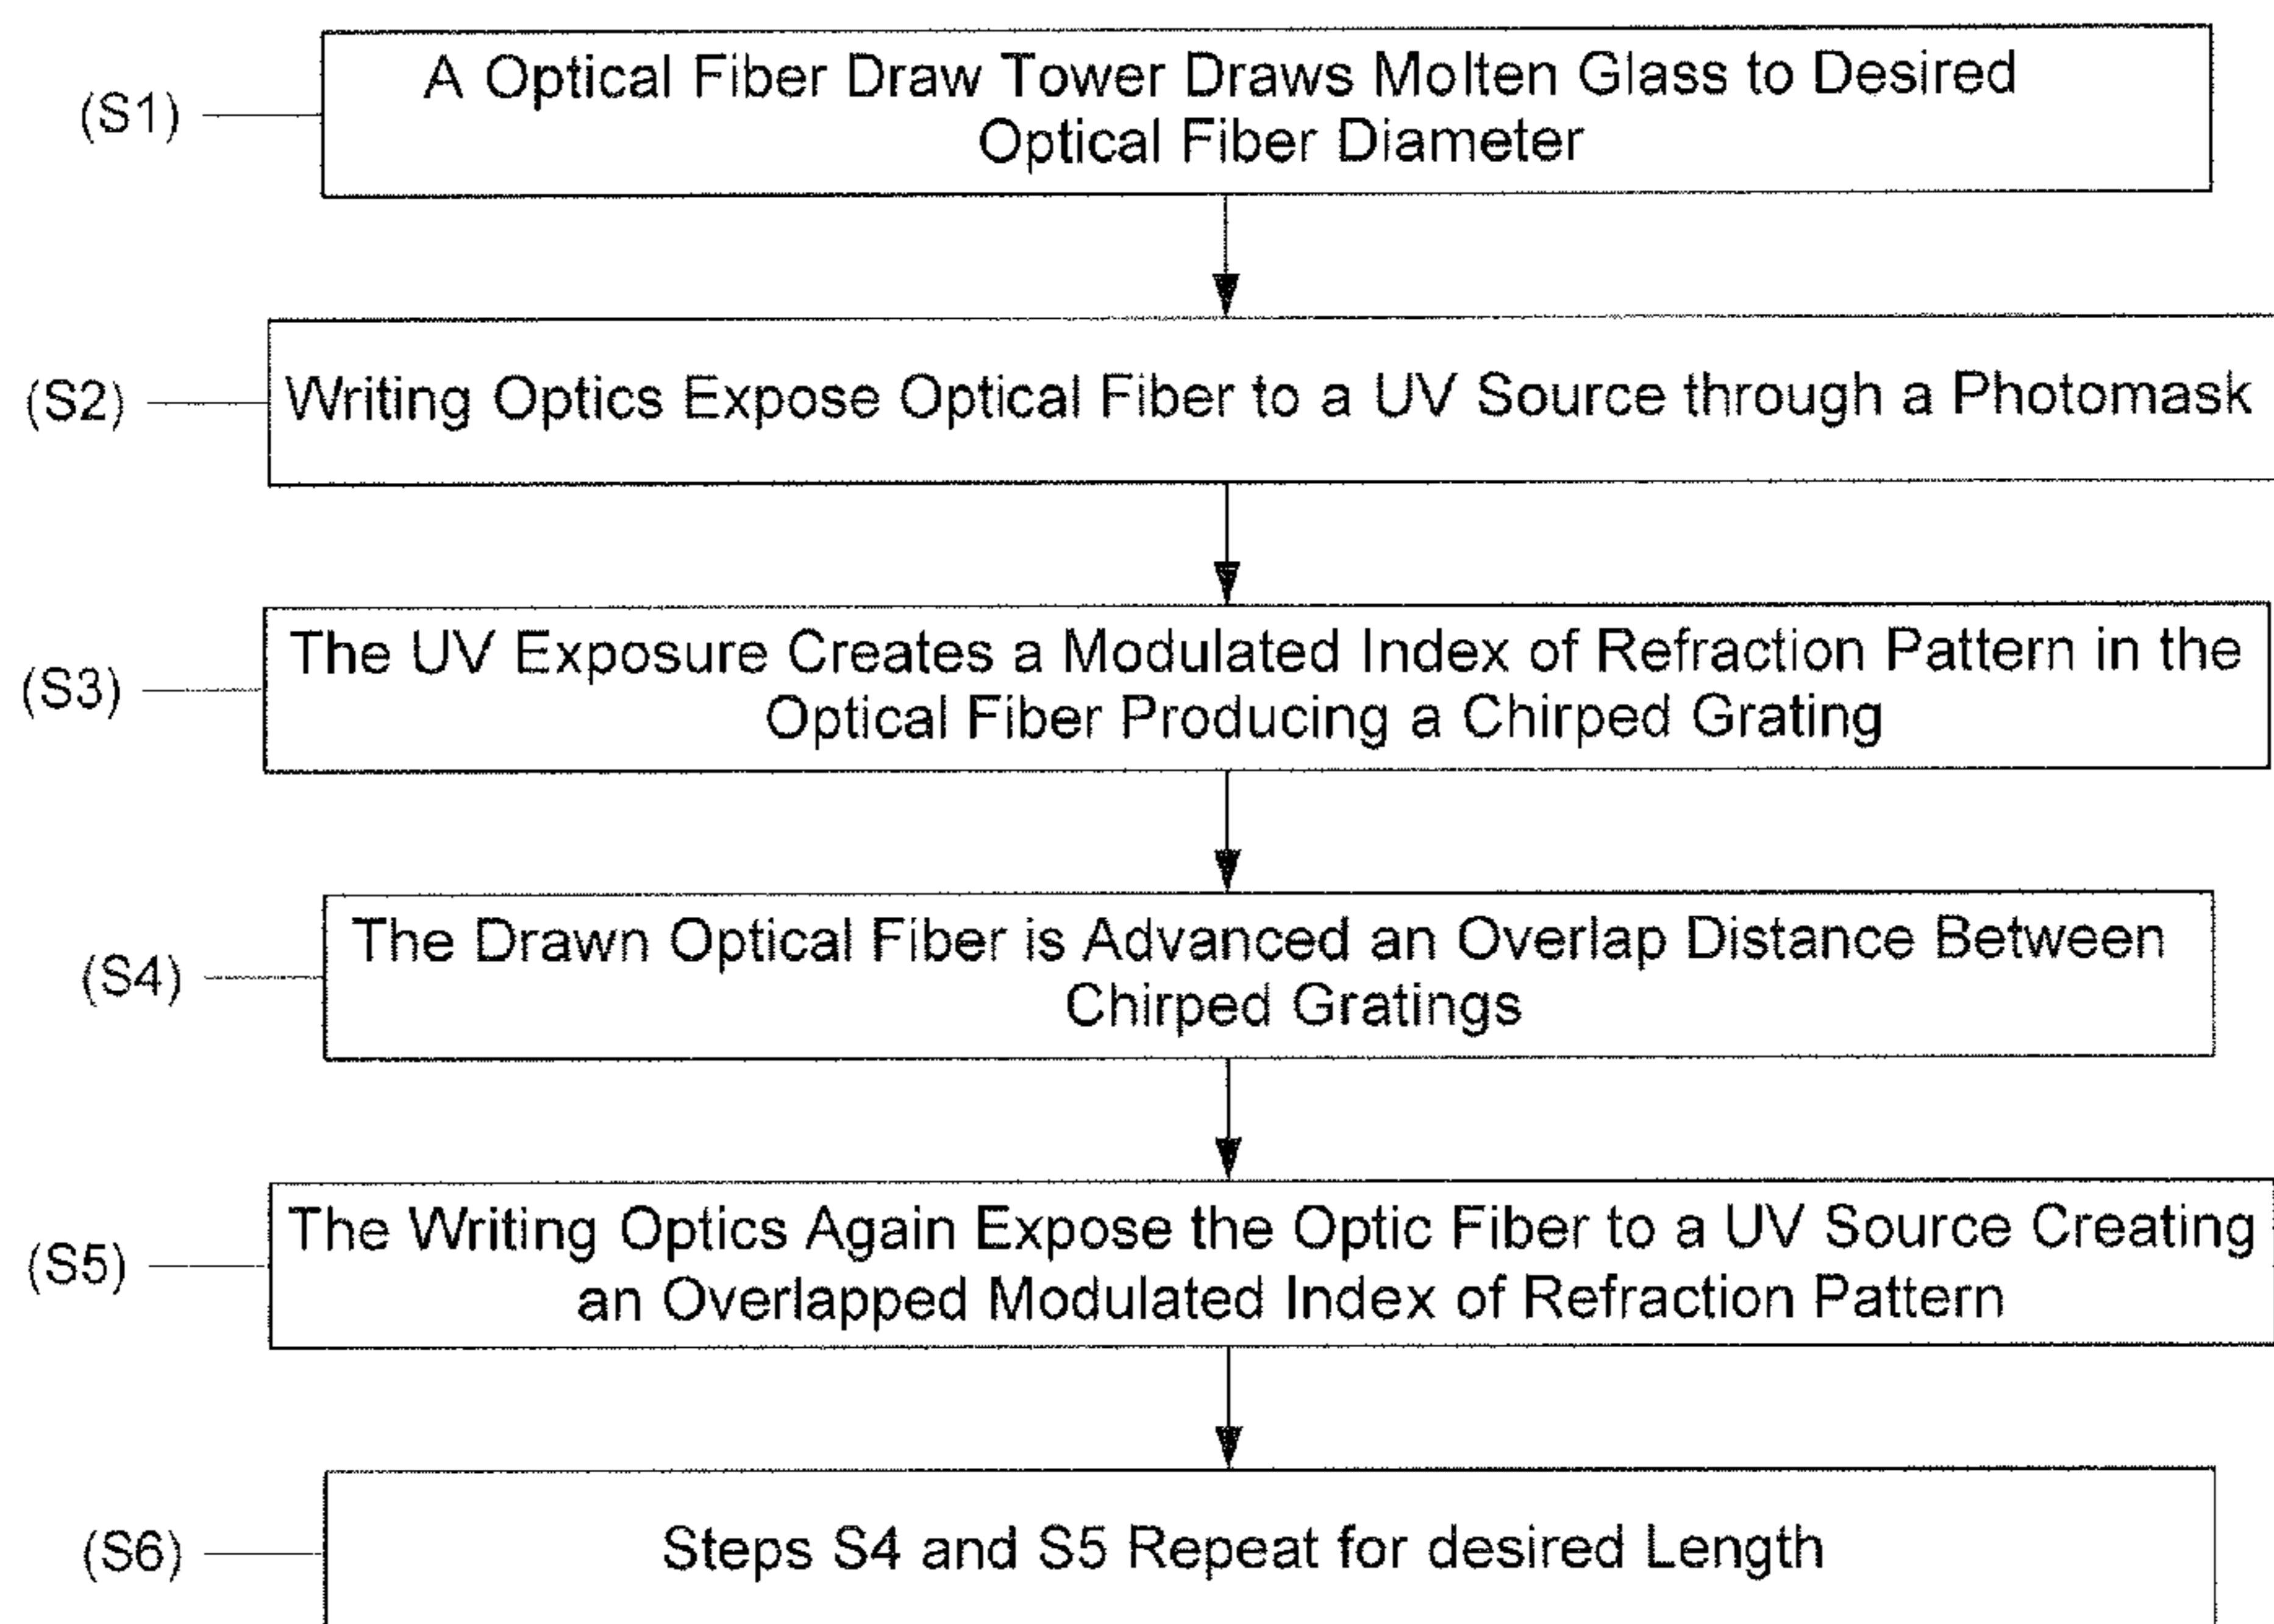 (S1)
A Optical Fiber Draw Tower Draws Molten Glass to Desired
Optical Fiber Diameter
(S2)
Writing Optics Expose Optical Fiber to a UV Source through a Photomask
(S3)
The UV Exposure Creates a Modulated Index of Refraction Pattern in the
Optical Fiber Producing a Chirped Grating
(S4)
The Drawn Optical Fiber is Advanced an Overlap Distance Between
Chirped Gratings
(S5)
The Writing Optics Again Expose the Optic Fiber to a UV Source Creating
an Overlapped Modulated Index of Refraction Pattern
(S6)
Steps S4 and S5 Repeat for desired Length